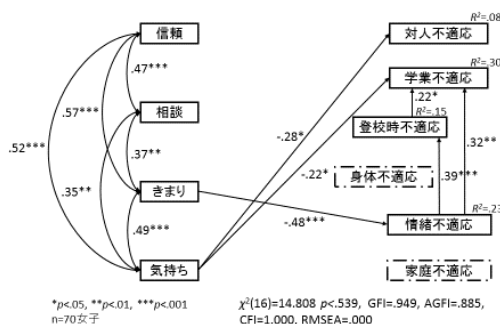 R²=.08
信頼
対人不適応
R²=.30
.47***
学業不適応
.57***
.22*
R²=.15
相談
登校時不適応
-.28*
.52***
.37**
.32**
-.22*
身体不適応
.39***
.35**
きまり
R²=.23
-.48***
情緒不適応
.49***
気持ち
家庭不適応
*p<.05, **p<.01, ***p<.001
n=70女子
χ²(16)=14.808 p<.539, GFI=.949, AGFI=.885,
CFI=1.000, RMSEA=.000